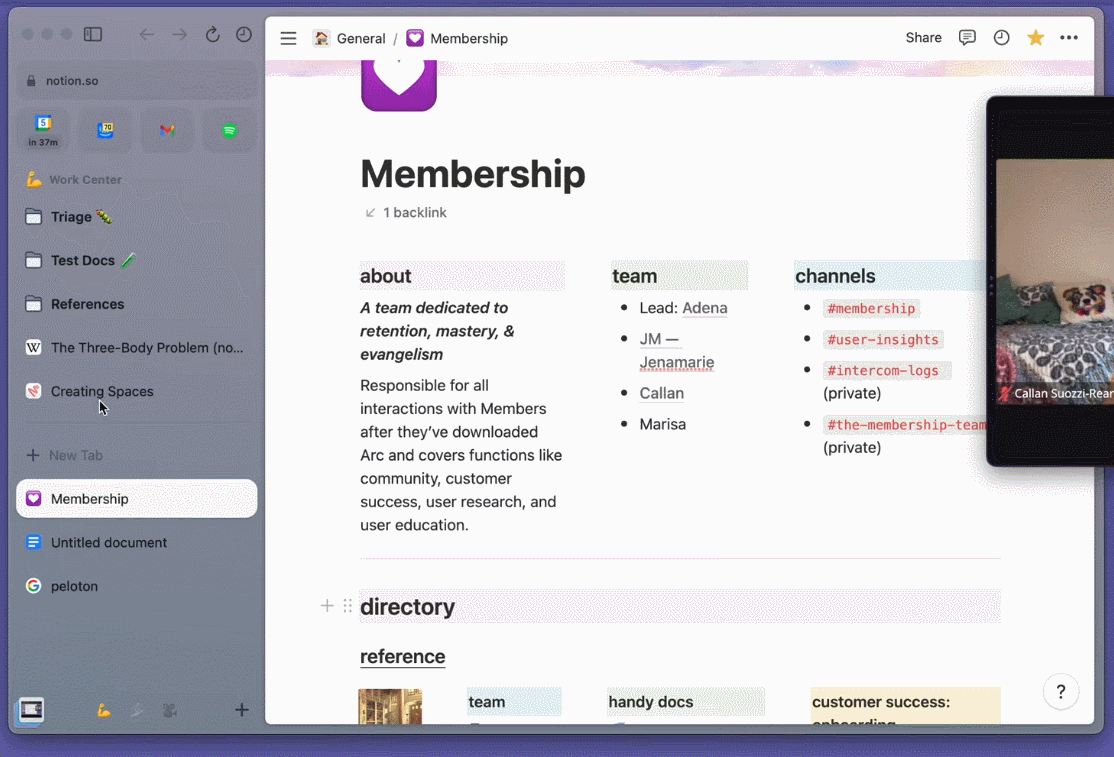 notion.so
5
in 37m
70
Work Center
Triage
Test Docs
References
The Three-Body Problem (no...
Creating Spaces
New Tab
Membership
Untitled document
peloton
General / Membership
Share
Membership
1 backlink
about
A team dedicated to
retention, mastery, &
evangelism
Responsible for all
interactions with Members
after they’ve downloaded
Arc and covers functions like
community, customer
success, user research, and
user education.
team
Lead: Adena
JM —
Jenamarie
Callan
Marisa
channels
#membership
#user-insights
#intercom-logs
(private)
#the-membership-team
(private)
Callan Suozzi-Rear
directory
reference
team
handy docs
customer success:
onboarding
?